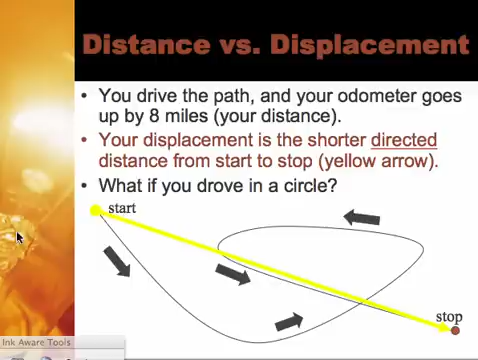 Distance vs. Displacement
• You drive the path, and your odometer goes
up by 8 miles (your distance).
• Your displacement is the shorter directed
distance from start to stop (yellow arrow).
• What if you drove in a circle?
start
stop
Ink Aware Tools